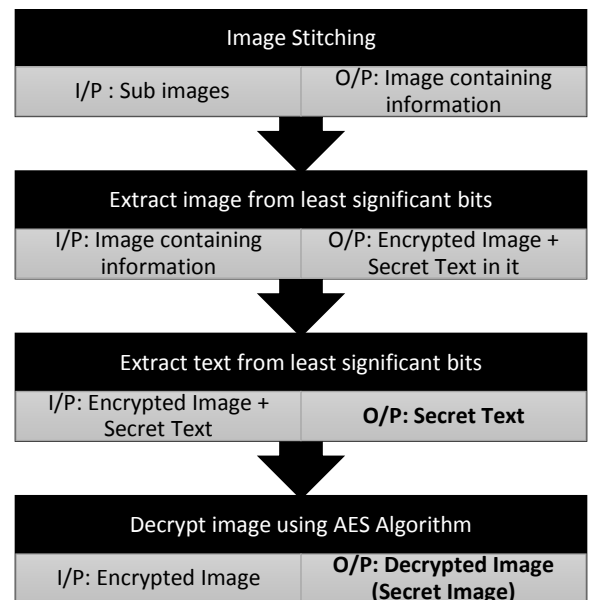 Image Stitching
I/P : Sub images
O/P: Image containing
information
Extract image from least significant bits
I/P: Image containing
information
O/P: Encrypted Image +
Secret Text in it
Extract text from least significant bits
I/P: Encrypted Image +
Secret Text
O/P: Secret Text
Decrypt image using AES Algorithm
I/P: Encrypted Image
O/P: Decrypted Image
(Secret Image)